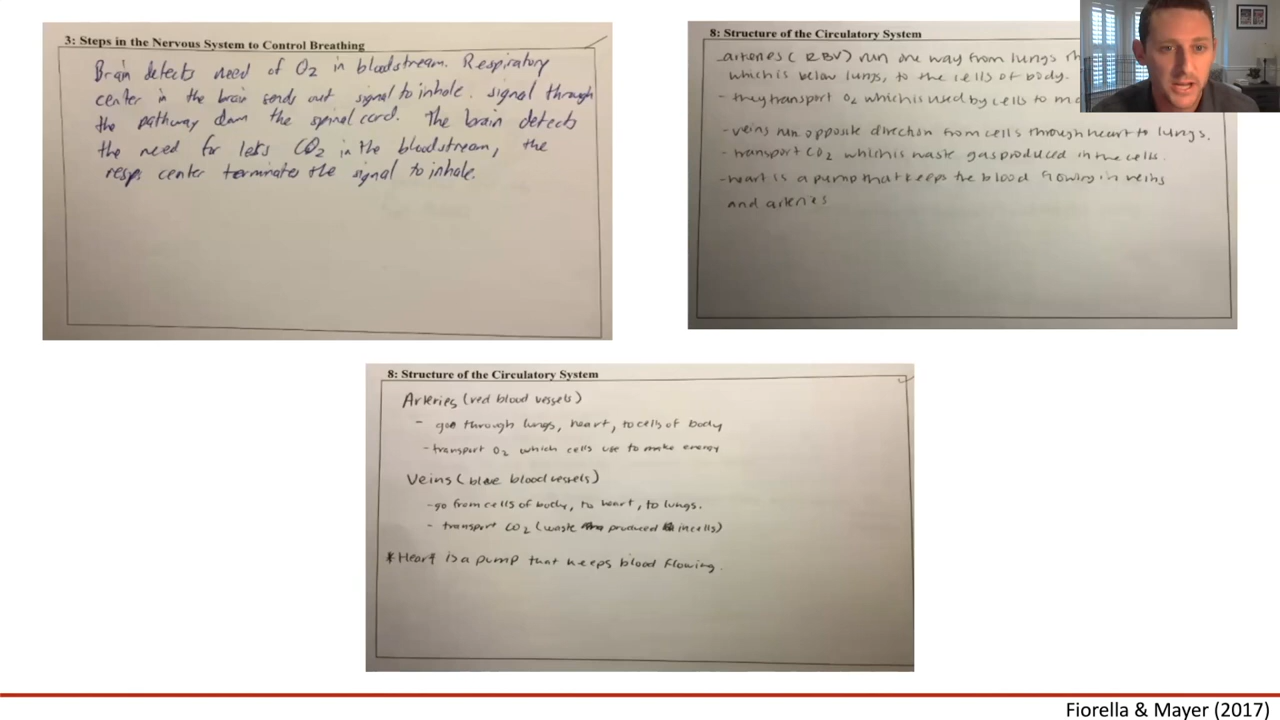 3: Steps in the Nervous System to Control Breathing
Brain detects need of O2 in bloodstream. Respiratory
center in the brain sends out signal to inhale. signal through
the pathway down the spinal cord. The brain detects
the need for less CO2 in the bloodstream, the
resp center terminates the signal to inhale.
8: Structure of the Circulatory System
arteries (RBV) run one way from lungs
which is below lungs, to the cells of body.
- they transport O2 which is used by cells to
- veins run opposite direction from cells through heart to lungs.
- transport CO2 which is waste gas produced in the cells.
- heart is a pump that keeps the blood flowing in veins
and arteries
8: Structure of the Circulatory System
Arteries (red blood vessels)
- go through lungs, heart, to cells of body
- transport O2 which cells use to make energy
Veins (blue blood vessels)
- go from cells of body, to heart, to lungs.
- transport CO2 (waste produced in cells)
* Heart is a pump that keeps blood flowing.
Fiorella & Mayer (2017)